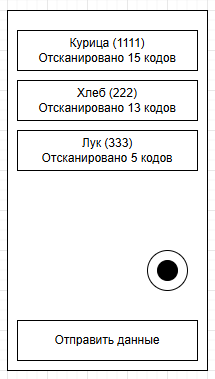 Курица (1111)
Отсканировано 15 кодов
Хлеб (222)
Отсканировано 13 кодов
Лук (333)
Отсканировано 5 кодов
Отправить данные